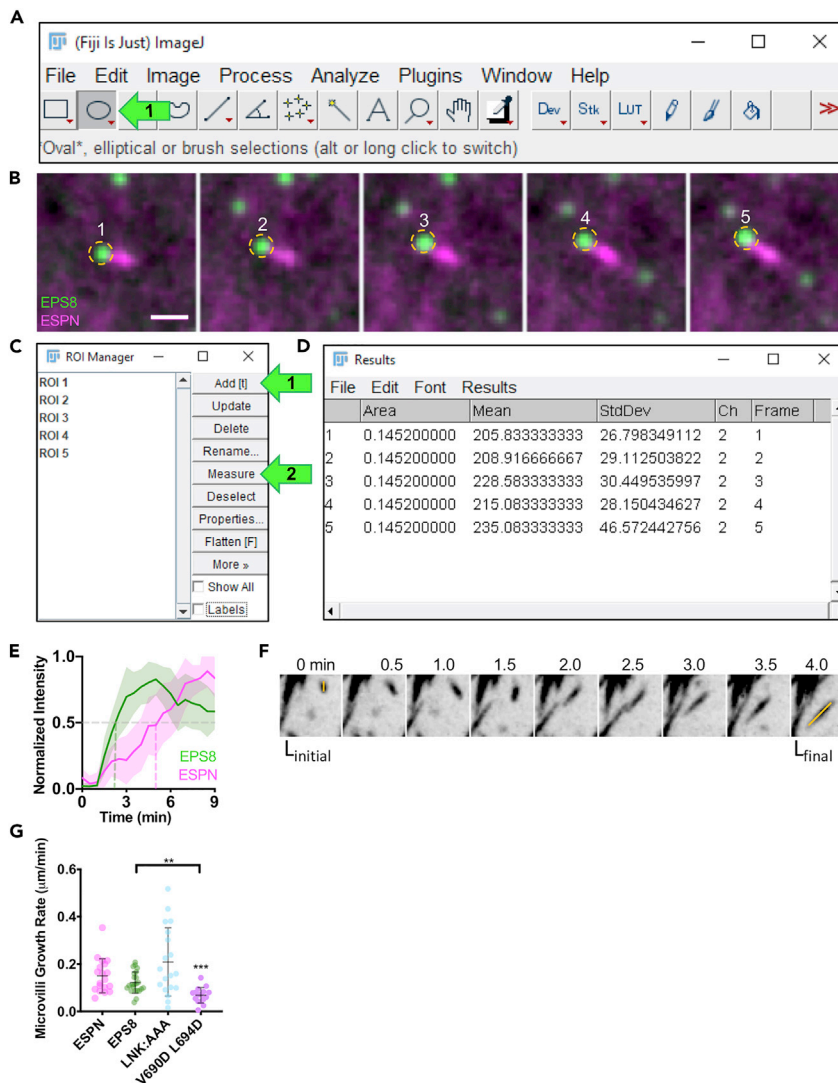 A
(Fiji Is Just) ImageJ
File Edit Image Process Analyze Plugins Window Help
1
Dev Stk LUT
*Oval*, elliptical or brush selections (alt or long click to switch)
B
1 2 3 4 5
EPS8
ESPN
C
ROI Manager
ROI 1
ROI 2
ROI 3
ROI 4
ROI 5
Add [t]
Update
Delete
Rename...
Measure
Deselect
Properties...
Flatten [F]
More »
Show All
Labels
1
2
D
Results
File Edit Font Results
Area Mean StdDev Ch Frame
1 0.145200000 205.833333333 26.798349112 2 1
2 0.145200000 208.916666667 29.112503822 2 2
3 0.145200000 228.583333333 30.449535997 2 3
4 0.145200000 215.083333333 28.150434627 2 4
5 0.145200000 235.083333333 46.572442756 2 5
E
Normalized Intensity
1.0
0.5
0.0
EPS8
ESPN
0 3 6 9
Time (min)
F
0 min 0.5 1.0 1.5 2.0 2.5 3.0 3.5 4.0
Linitial
Lfinal
G
Microvilli Growth Rate (μm/min)
0.6
0.4
0.2
0.0
**
***
ESPN
EPS8
LNK:AAA
V690D L694D